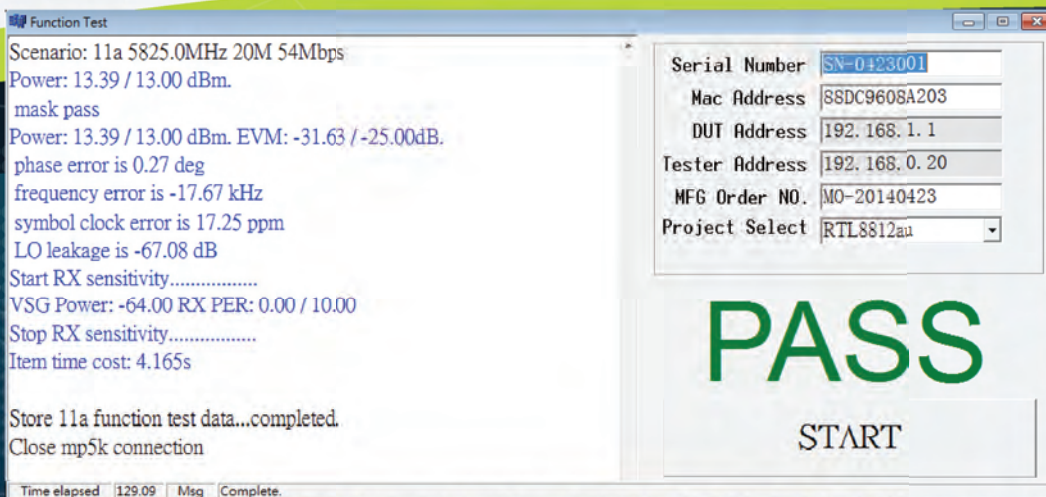 Function Test
Scenario: 11a 5825.0MHz 20M 54Mbps
Power: 13.39 / 13.00 dBm.
mask pass
Power: 13.39 / 13.00 dBm. EVM: -31.63 / -25.00dB.
phase error is 0.27 deg
frequency error is -17.67 kHz
symbol clock error is 17.25 ppm
LO leakage is -67.08 dB
Start RX sensitivity.................
VSG Power: -64.00 RX PER: 0.00 / 10.00
Stop RX sensitivity.................
Item time cost: 4.165s
Store 11a function test data...completed.
Close mp5k connection
Serial Number SN-0423001
Mac Address 88DC9608A203
DUT Address 192.168.1.1
Tester Address 192.168.0.20
MFG Order NO. MO-20140423
Project Select RTL8812au
PASS
START
Time elapsed 129.09 Msg Complete.